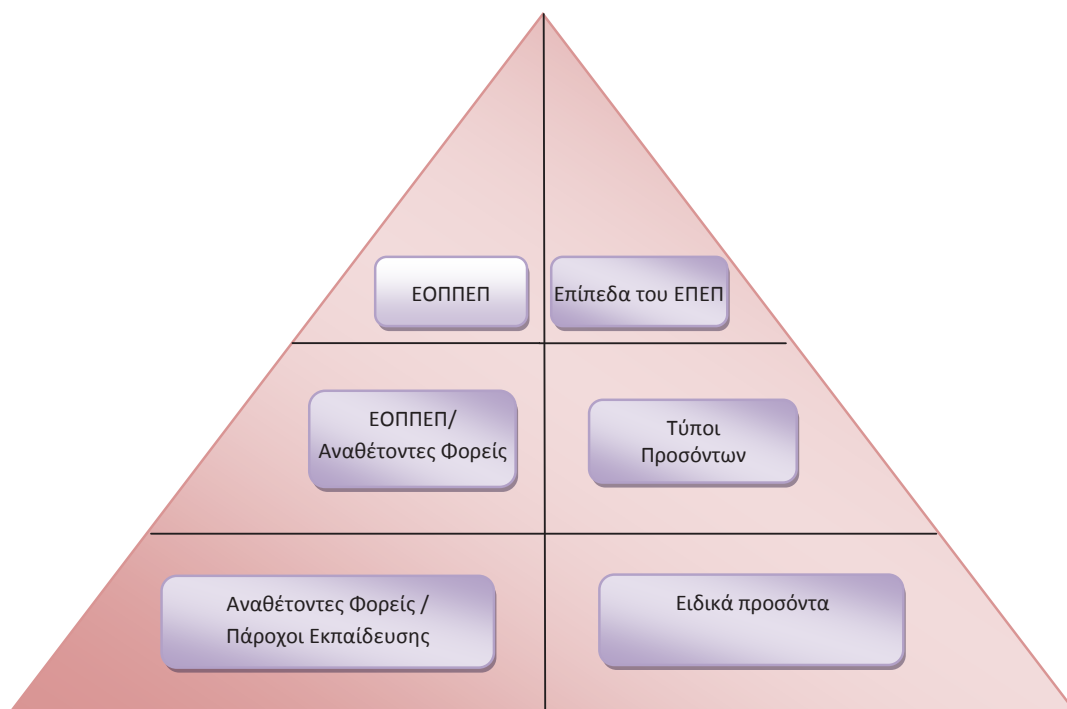 ΕΟΠΠΕΠ
Επίπεδα του ΕΠΕΠ
ΕΟΠΠΕΠ/
Αναθέτοντες Φορείς
Τύποι
Προσόντων
Αναθέτοντες Φορείς /
Πάροχοι Εκπαίδευσης
Ειδικά προσόντα